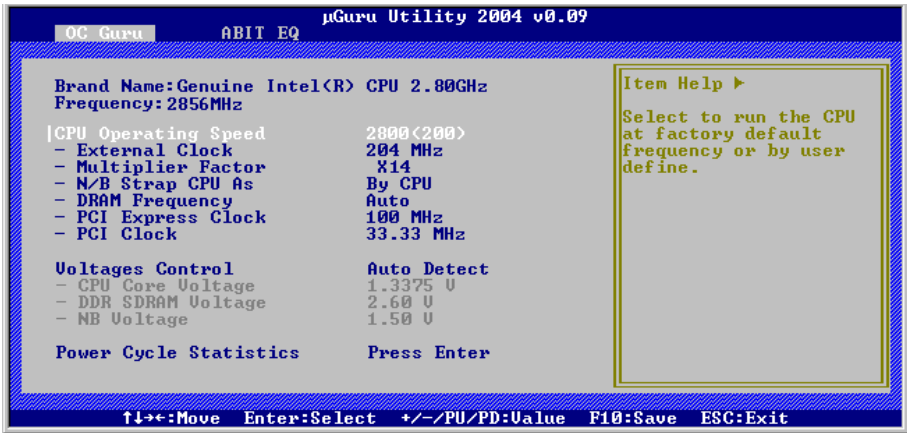 µGuru Utility 2004 v0.09
OC Guru ABIT EQ
Brand Name:Genuine Intel(R) CPU 2.80GHz
Frequency:2856MHz
CPU Operating Speed 2800(200)
- External Clock 204 MHz
- Multiplier Factor X14
- N/B Strap CPU As By CPU
- DRAM Frequency Auto
- PCI Express Clock 100 MHz
- PCI Clock 33.33 MHz
Voltages Control Auto Detect
- CPU Core Voltage 1.3375 V
- DDR SDRAM Voltage 2.60 V
- NB Voltage 1.50 V
Power Cycle Statistics Press Enter
Item Help ►
Select to run the CPU
at factory default
frequency or by user
define.
↑↓→←:Move Enter:Select +/-/PU/PD:Value F10:Save ESC:Exit